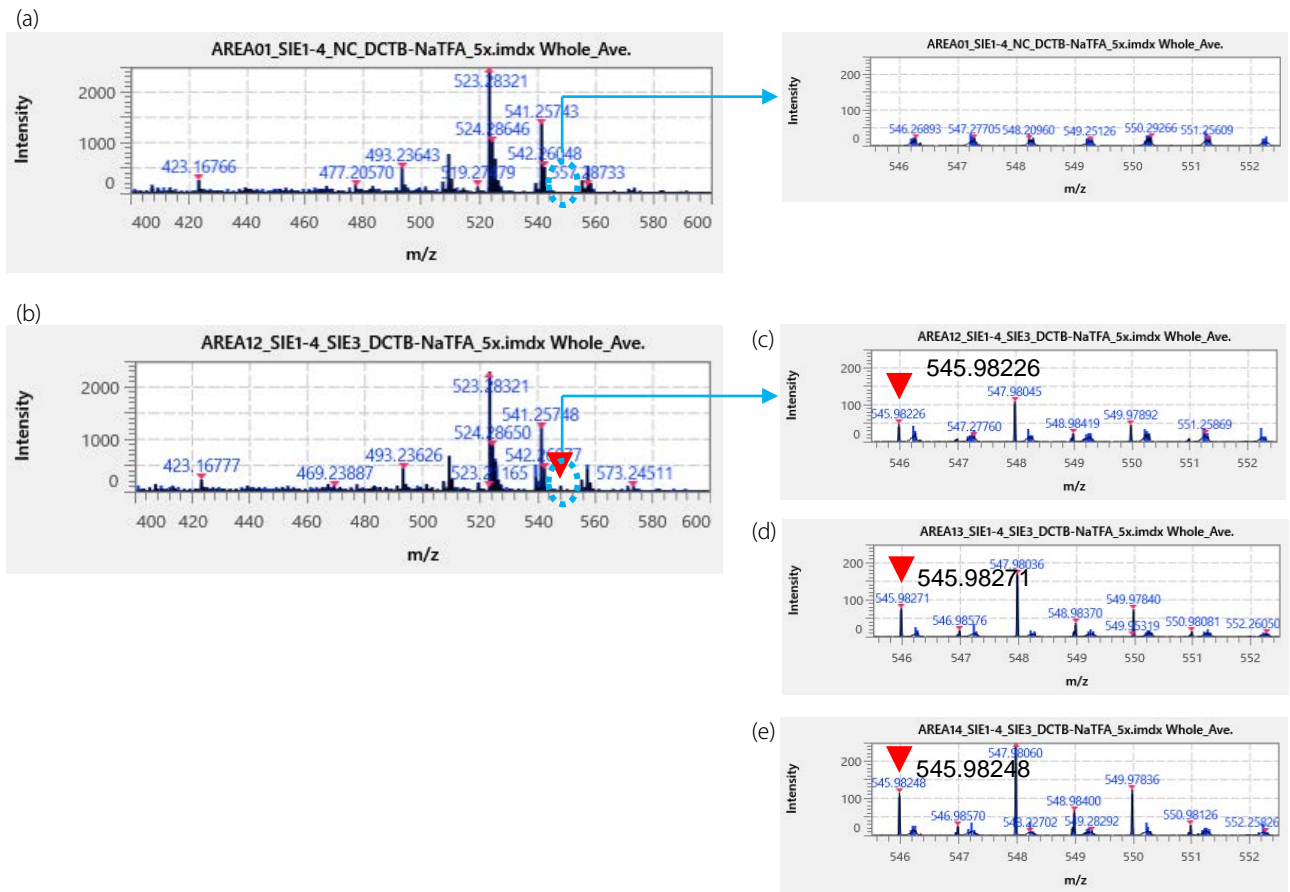 (a)
AREA01_SIE1-4_NC_DCTB-NaTFA_5x.imdx Whole_Ave.
Intensity
2000
1000
0
523.28321
541.25743
524.28646
542.26048
493.23643
423.16766
477.20570
557.28733
400 420 440 460 480 500 520 540 560 580 600
m/z
AREA01_SIE1-4_NC_DCTB-NaTFA_5x.imdx Whole_Ave.
Intensity
200
100
0
546.26893 547.27705 548.20960 549.25126 550.29266 551.25609
546 547 548 549 550 551 552
m/z
(b)
AREA12_SIE1-4_SIE3_DCTB-NaTFA_5x.imdx Whole_Ave.
Intensity
2000
1000
0
523.28321
541.25748
524.28650
493.23626
423.16777
469.23887
573.24511
400 420 440 460 480 500 520 540 560 580 600
m/z
(c)
AREA12_SIE1-4_SIE3_DCTB-NaTFA_5x.imdx Whole_Ave.
Intensity
200
100
0
545.98226
547.98045
545.98226 547.27760 548.98419 549.97892 551.25869
546 547 548 549 550 551 552
m/z
(d)
AREA13_SIE1-4_SIE3_DCTB-NaTFA_5x.imdx Whole_Ave.
Intensity
200
100
0
545.98271
547.98036
545.98271 546.98576 548.98370 549.97840 549.95319 550.98081 552.26050
546 547 548 549 550 551 552
m/z
(e)
AREA14_SIE1-4_SIE3_DCTB-NaTFA_5x.imdx Whole_Ave.
Intensity
200
100
0
547.98060
545.98248
545.98248 546.98570 548.98400 549.28292 549.97836 550.98126
546 547 548 549 550 551 552
m/z